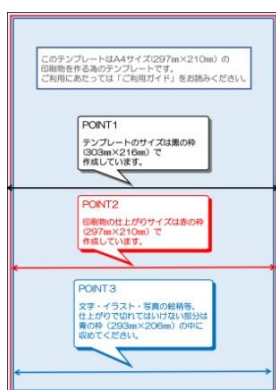 このテンプレートはA4サイズ(297㎜×210㎜)の
印刷物を作る為のテンプレートです。
ご利用にあたっては「ご利用ガイド」をお読みください。
POINT1
テンプレートのサイズは黒の枠
(303㎜×216㎜)で
作成しています。
POINT2
印刷物の仕上がりサイズは赤の枠
(297㎜×210㎜)で
作成しています。
POINT3
文字・イラスト・写真の絵柄等、
仕上がりで切れてはいけない部分は
青の枠(293㎜×206㎜)の中に
収めてください。